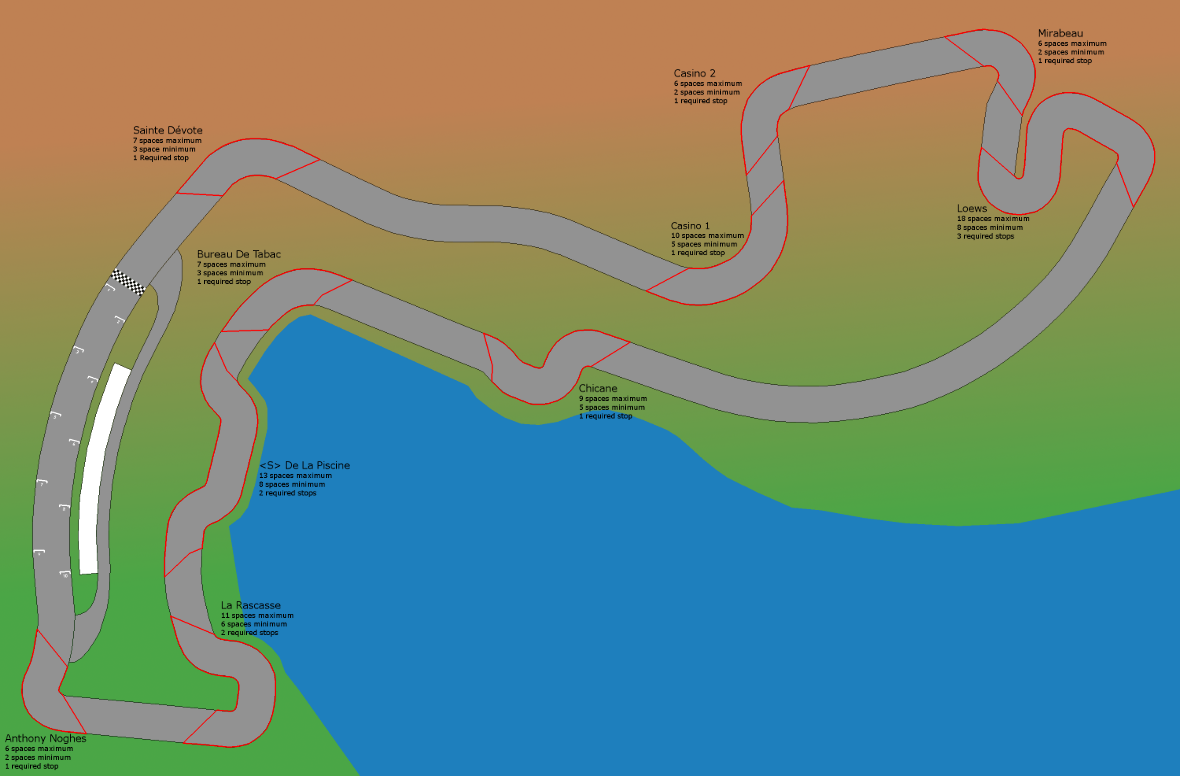 Mirabeau
6 spaces maximum
2 spaces minimum
1 required stop
Casino 2
6 spaces maximum
2 spaces minimum
1 required stop
Sainte Dévote
7 spaces maximum
3 space minimum
1 Required stop
Loews
18 spaces maximum
8 spaces minimum
3 required stops
Casino 1
10 spaces maximum
5 spaces minimum
1 required stop
Bureau De Tabac
7 spaces maximum
3 spaces minimum
1 required stop
Chicane
9 spaces maximum
5 spaces minimum
1 required stop
<S> De La Piscine
13 spaces maximum
8 spaces minimum
2 required stops
La Rascasse
11 spaces maximum
6 spaces minimum
2 required stops
Anthony Noghes
6 spaces maximum
2 spaces minimum
1 required stop